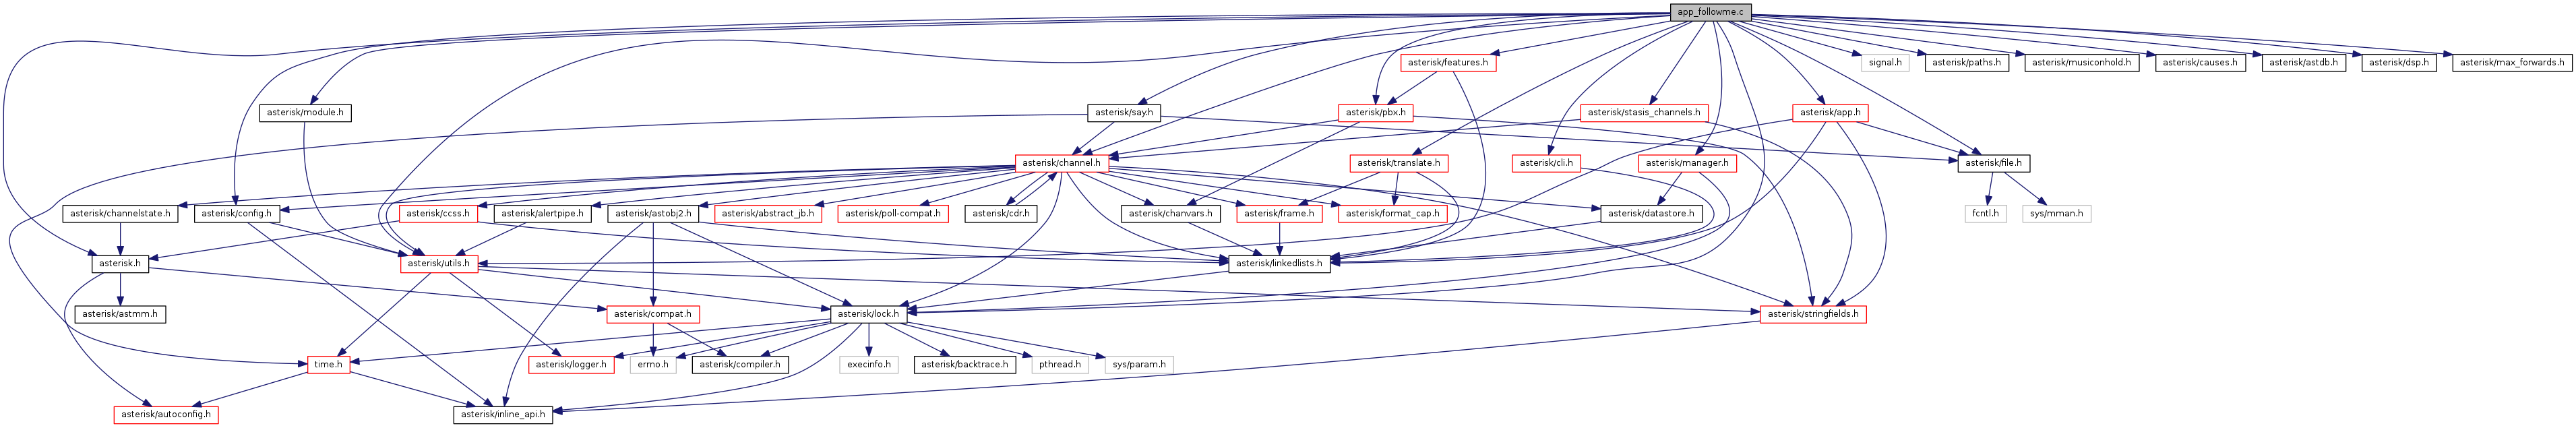 app_followme.c
asterisk/features.h
signal.h
asterisk/paths.h
asterisk/musiconhold.h
asterisk/causes.h
asterisk/astdb.h
asterisk/dsp.h
asterisk/max_forwards.h
asterisk/module.h
asterisk/say.h
asterisk/pbx.h
asterisk/stasis_channels.h
asterisk/app.h
asterisk/channel.h
asterisk/translate.h
asterisk/cli.h
asterisk/manager.h
asterisk/file.h
asterisk/channelstate.h
asterisk/config.h
asterisk/ccss.h
asterisk/alertpipe.h
asterisk/astobj2.h
asterisk/abstract_jb.h
asterisk/poll-compat.h
asterisk/cdr.h
asterisk/chanvars.h
asterisk/frame.h
asterisk/format_cap.h
asterisk/datastore.h
fcntl.h
sys/mman.h
asterisk.h
asterisk/utils.h
asterisk/linkedlists.h
asterisk/astmm.h
asterisk/compat.h
asterisk/lock.h
asterisk/stringfields.h
time.h
asterisk/logger.h
errno.h
asterisk/compiler.h
execinfo.h
asterisk/backtrace.h
pthread.h
sys/param.h
asterisk/autoconfig.h
asterisk/inline_api.h